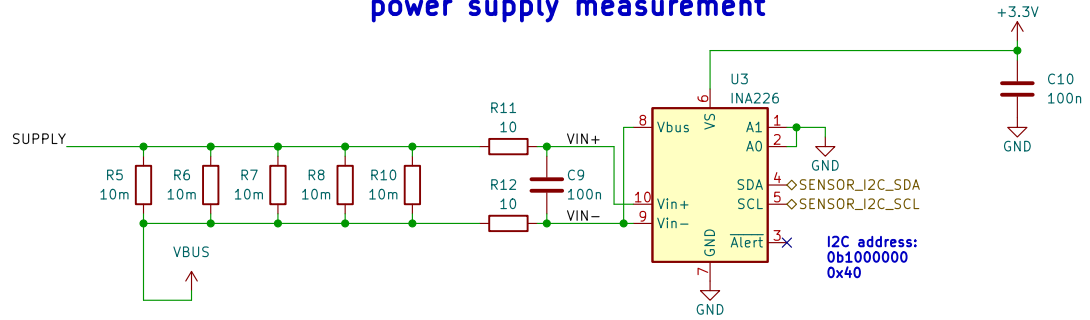 power supply measurement
+3.3V
C10
100n
GND
U3
INA226
SUPPLY
R5
10m
R6
10m
R7
10m
R8
10m
R10
10m
R11
10
R12
10
C9
100n
VIN+
VIN-
VBUS
8
10
9
6
7
1
2
4
5
3
Vbus
Vin+
Vin-
VS
GND
A1
A0
SDA
SCL
Alert
GND
GND
SENSOR_I2C_SDA
SENSOR_I2C_SCL
I2C address:
0b1000000
0x40